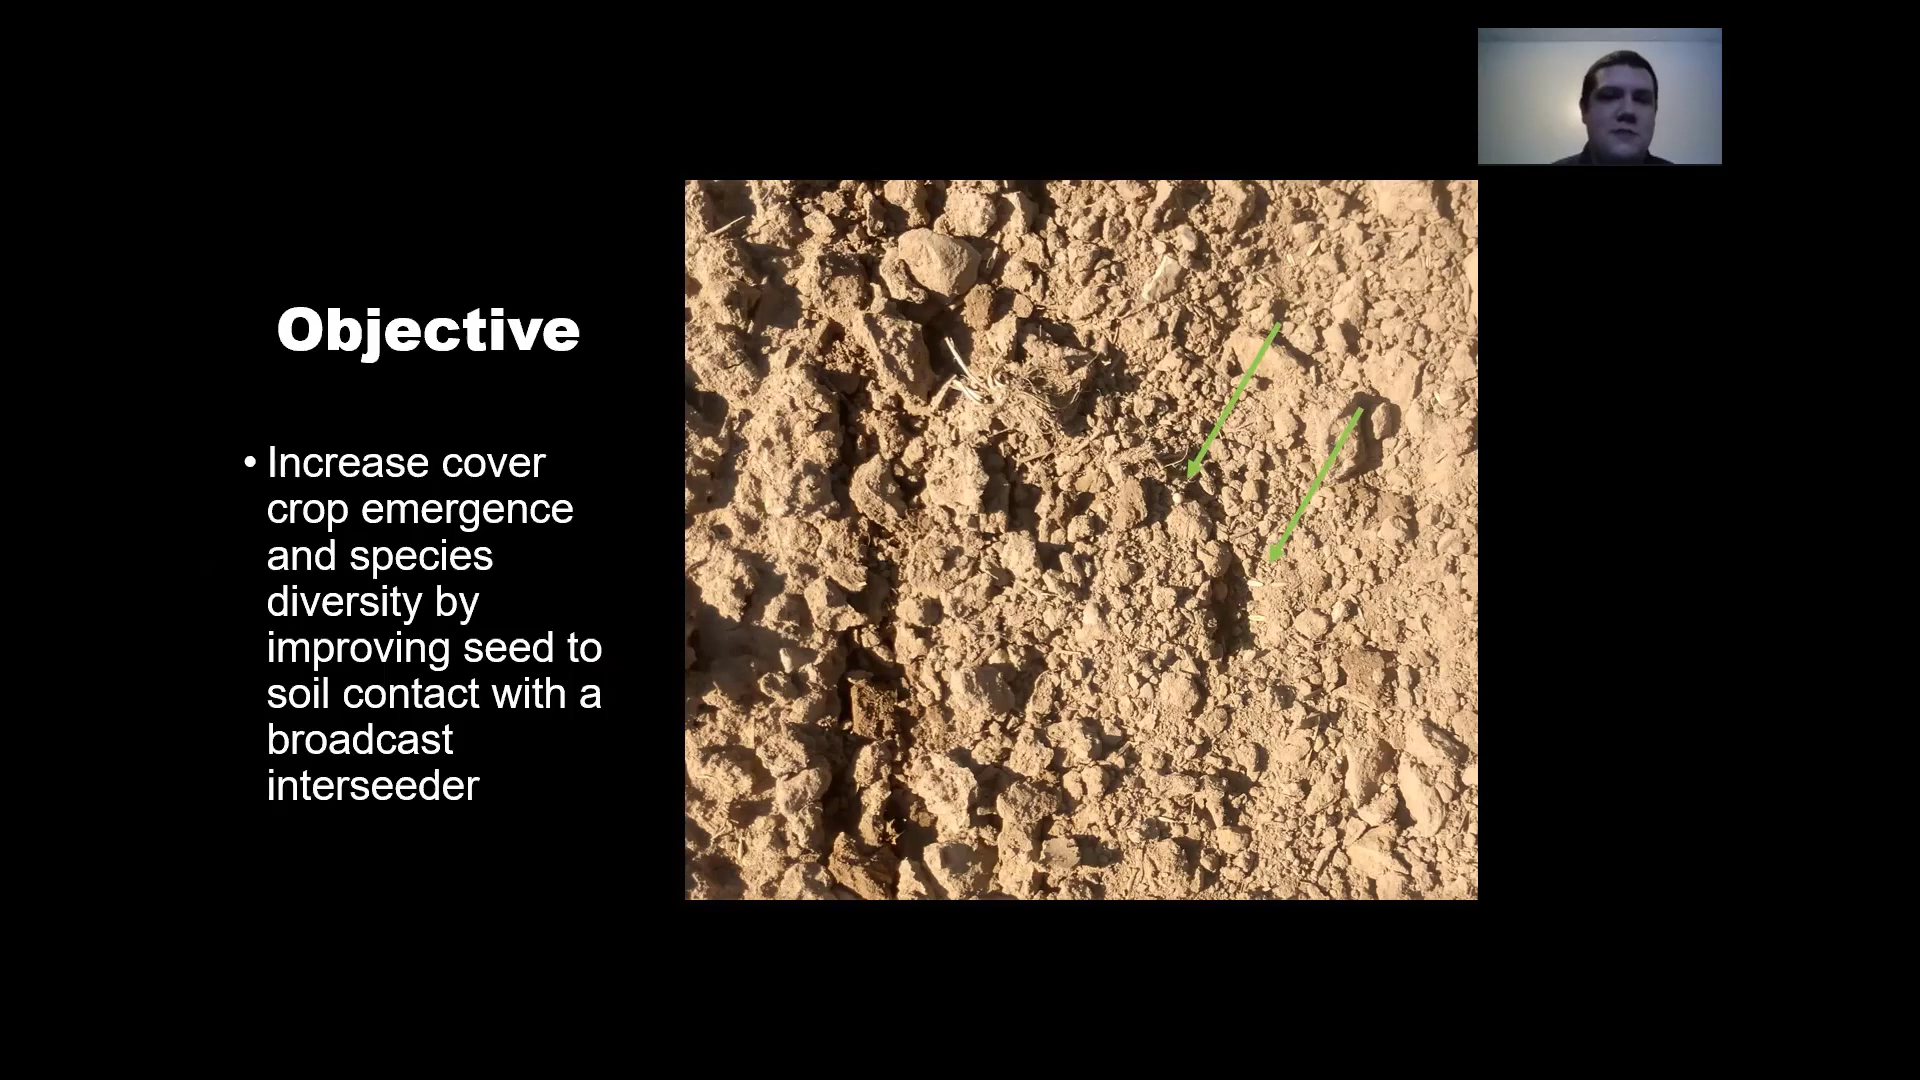 Objective
• Increase cover
crop emergence
and species
diversity by
improving seed to
soil contact with a
broadcast
interseeder